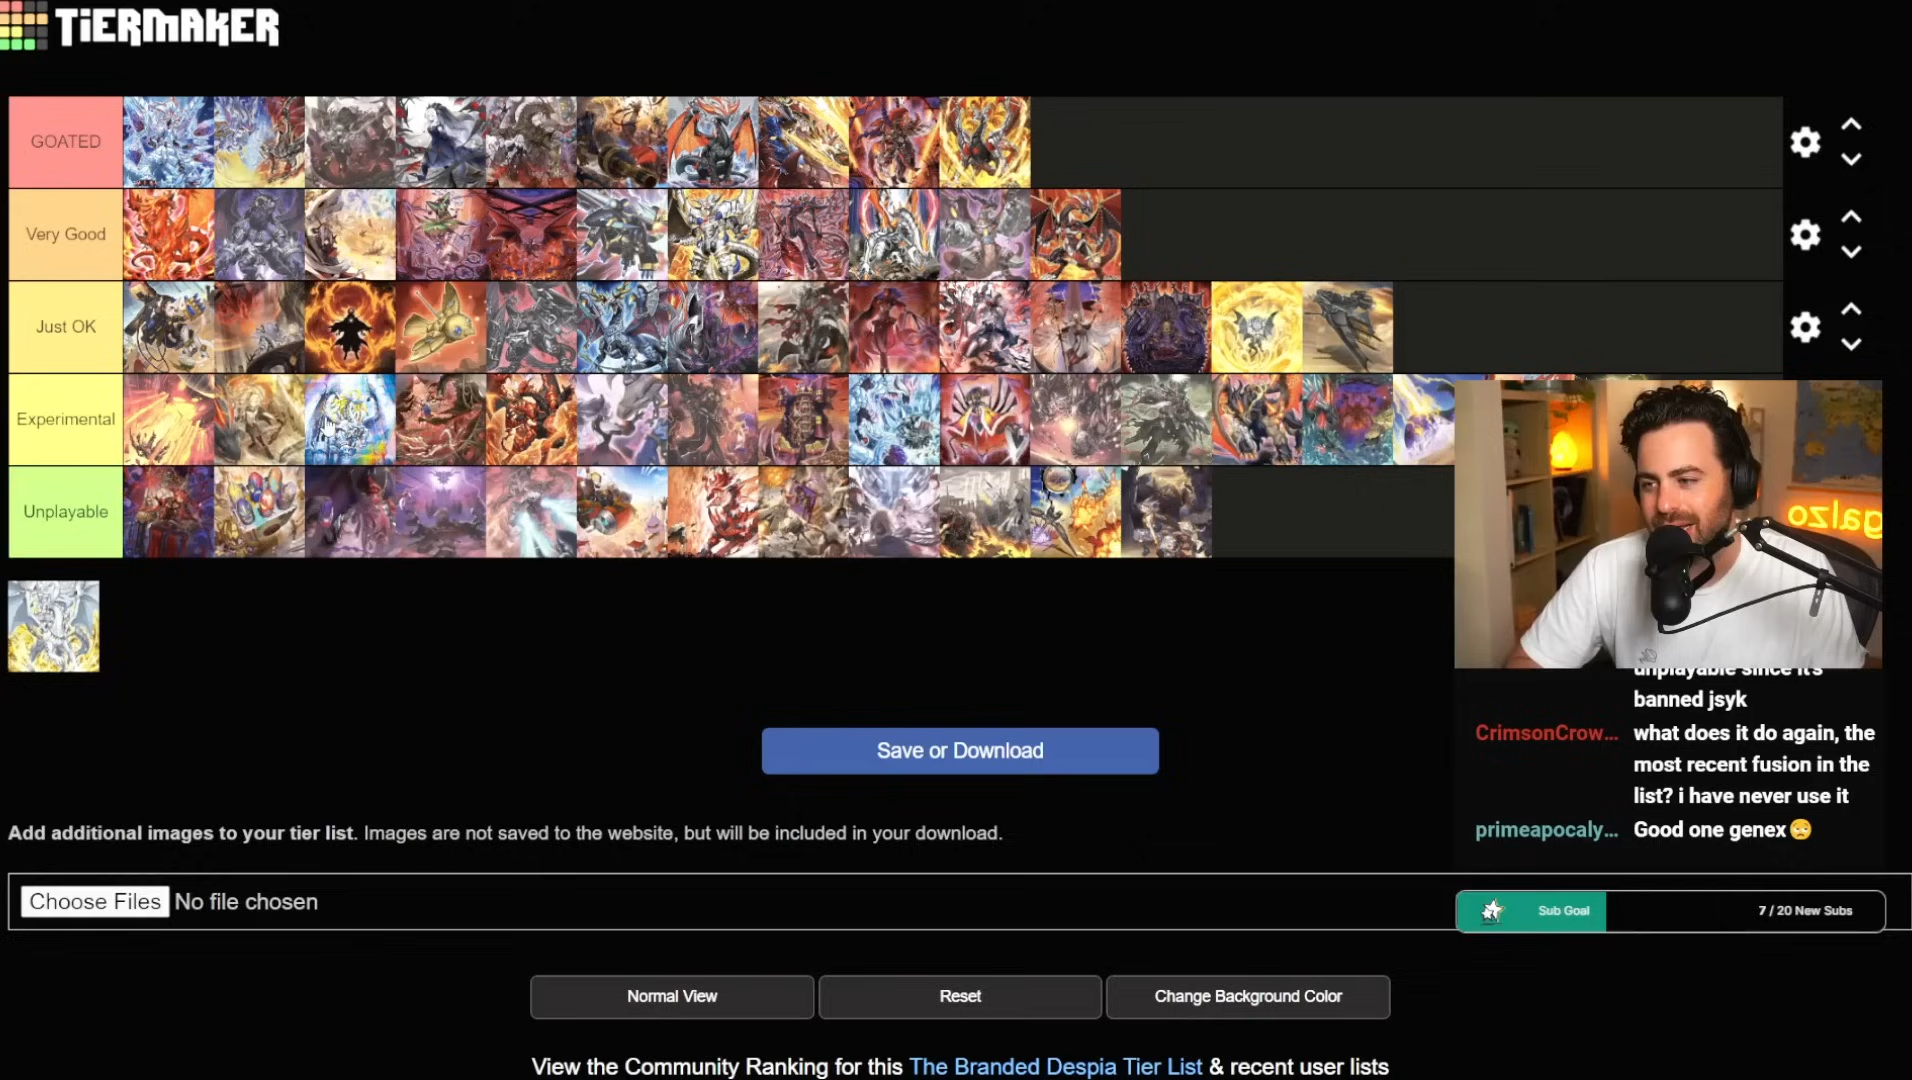 TiERMAKER
GOATED
Very Good
Just OK
Experimental
Unplayable
galzo
unplayable since it's
banned jsyk
CrimsonCrow... what does it do again, the
most recent fusion in the
list? i have never use it
primeapocaly... Good one genex
Save or Download
Add additional images to your tier list. Images are not saved to the website, but will be included in your download.
Choose Files No file chosen
Sub Goal 7 / 20 New Subs
Normal View
Reset
Change Background Color
View the Community Ranking for this The Branded Despia Tier List & recent user lists